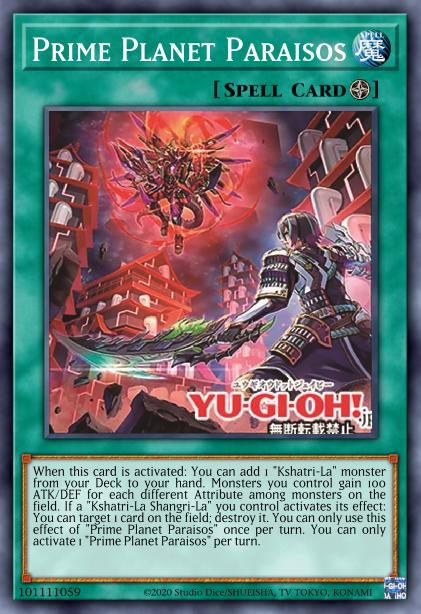 PRIME PLANET PARAISOS
SPELL
魔
[SPELL CARD]
ユウギオウドットジェイピー
YU-GI-OH!
無断転載禁止
When this card is activated: You can add 1 "Kshatri-La" monster
from your Deck to your hand. Monsters you control gain 100
ATK/DEF for each different Attribute among monsters on the
field. If a "Kshatri-La Shangri-La" you control activates its effect:
You can target 1 card on the field; destroy it. You can only use this
effect of "Prime Planet Paraisos" once per turn. You can only
activate 1 "Prime Planet Paraisos" per turn.
101111059
©2020 Studio Dice/SHUEISHA, TV TOKYO, KONAMI